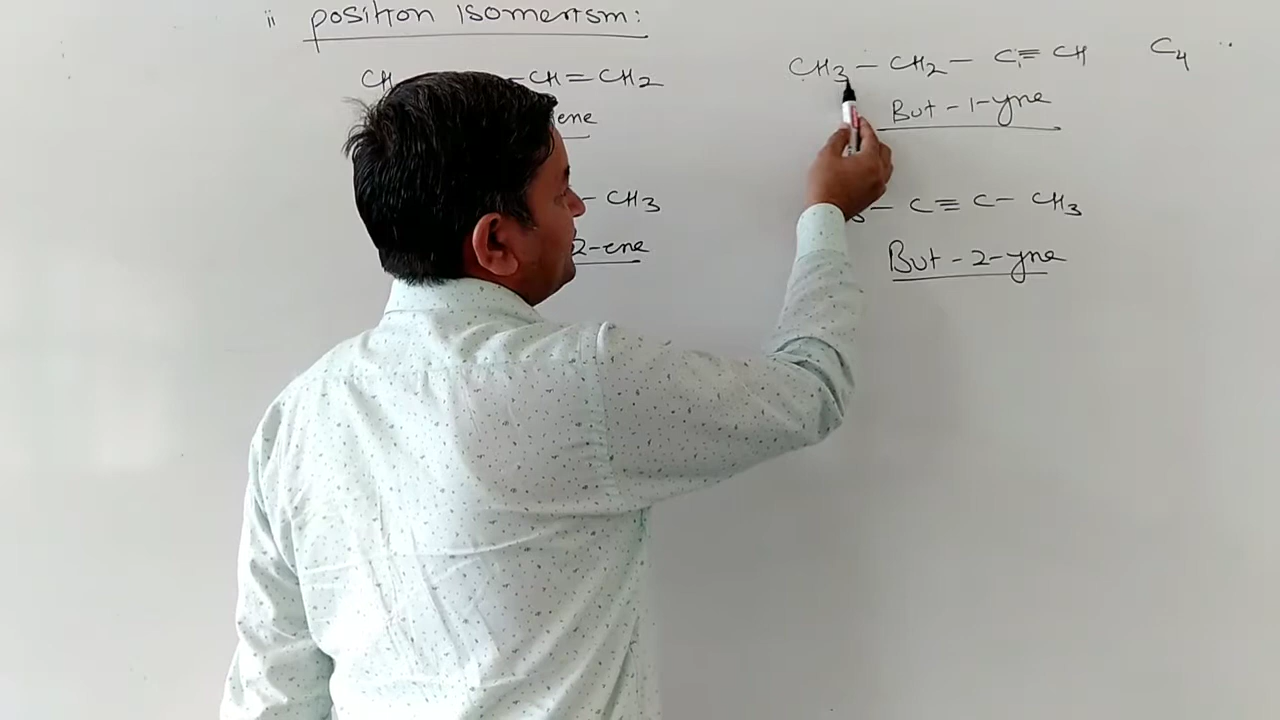 ii position Isomerism:
CH -CH=CH2
ene
- CH3
2-ene
CH3 - CH2 - C≡CH C4
But-1-yne
- C≡C-CH3
But-2-yne